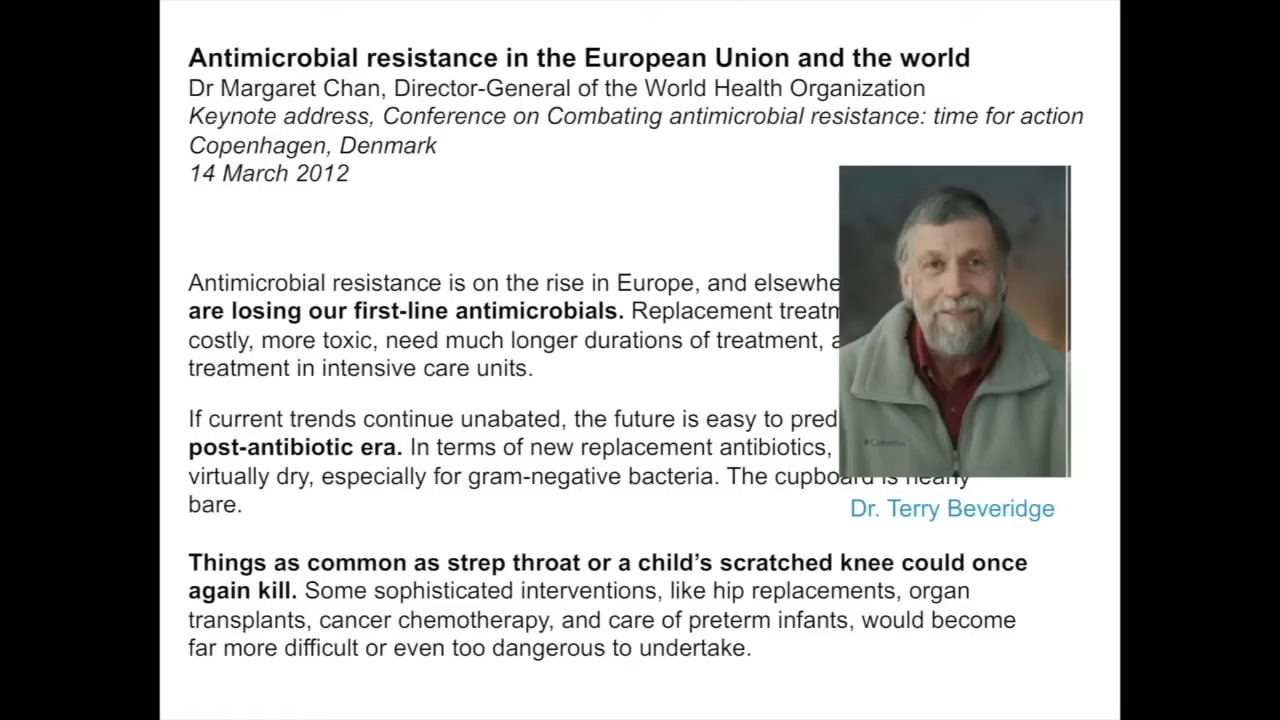 Antimicrobial resistance in the European Union and the world
Dr Margaret Chan, Director-General of the World Health Organization
Keynote address, Conference on Combating antimicrobial resistance: time for action
Copenhagen, Denmark
14 March 2012
Antimicrobial resistance is on the rise in Europe, and
are losing our first-line antimicrobials. Replacement
costly, more toxic, need much longer durations of treatment,
treatment in intensive care units.
If current trends continue unabated, the future is easy to
post-antibiotic era. In terms of new replacement antibiotics,
virtually dry, especially for gram-negative bacteria. The cupboard is nearly
bare.
Dr. Terry Beveridge
Things as common as strep throat or a child’s scratched knee could once
again kill. Some sophisticated interventions, like hip replacements, organ
transplants, cancer chemotherapy, and care of preterm infants, would become
far more difficult or even too dangerous to undertake.